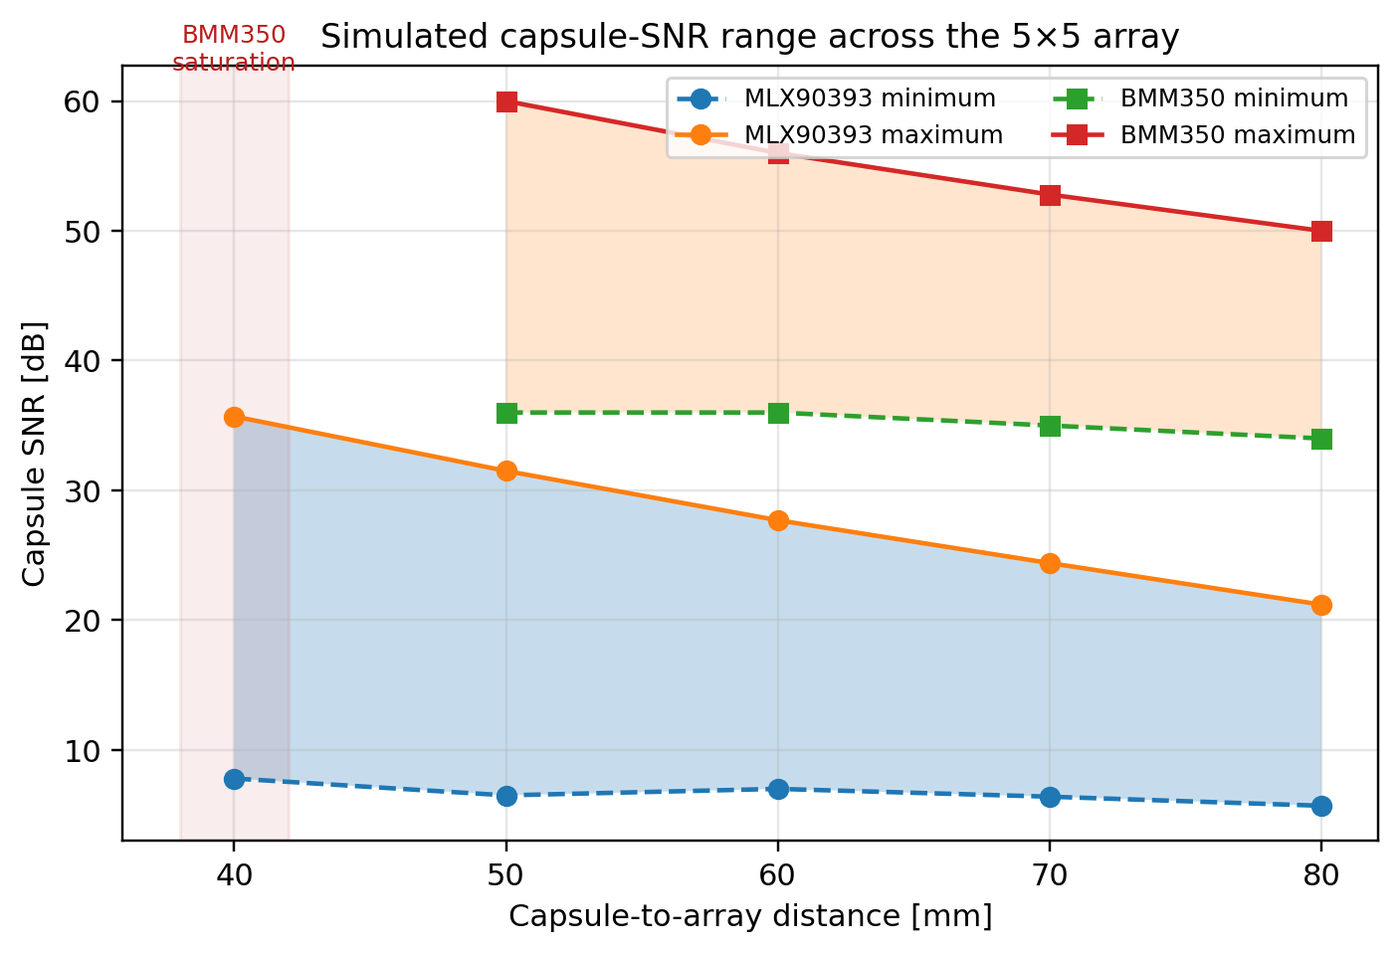 BMM350
saturation
Simulated capsule-SNR range across the 5×5 array
MLX90393 minimum
MLX90393 maximum
BMM350 minimum
BMM350 maximum
Capsule SNR [dB]
60
50
40
30
20
10
40
50
60
70
80
Capsule-to-array distance [mm]